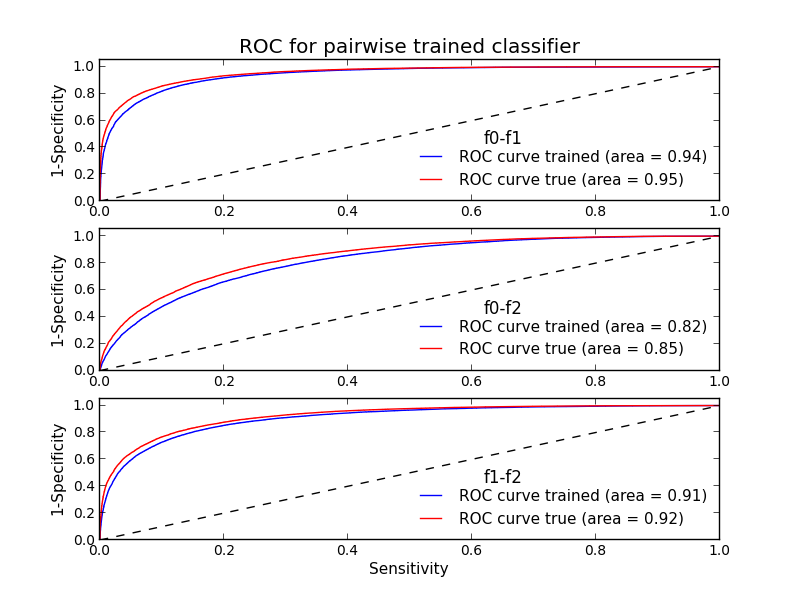 ROC for pairwise trained classifier
1-Specificity
1.0
0.8
0.6
0.4
0.2
0.0
f0-f1
ROC curve trained (area = 0.94)
ROC curve true (area = 0.95)
0.0 0.2 0.4 0.6 0.8 1.0
1-Specificity
1.0
0.8
0.6
0.4
0.2
0.0
f0-f2
ROC curve trained (area = 0.82)
ROC curve true (area = 0.85)
0.0 0.2 0.4 0.6 0.8 1.0
1-Specificity
1.0
0.8
0.6
0.4
0.2
0.0
f1-f2
ROC curve trained (area = 0.91)
ROC curve true (area = 0.92)
0.0 0.2 0.4 0.6 0.8 1.0
Sensitivity